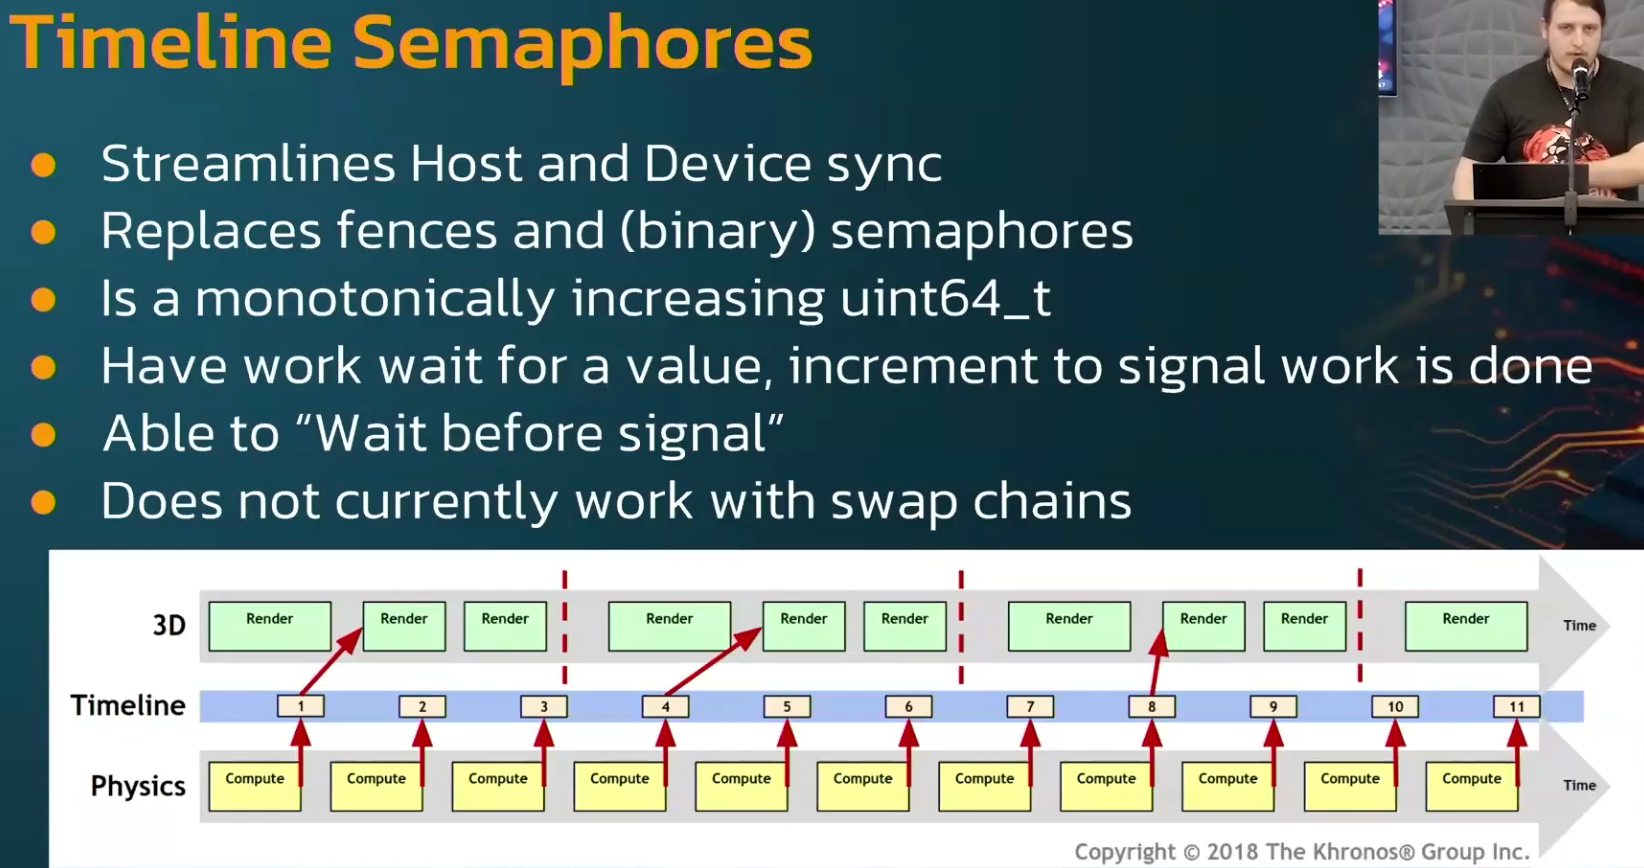 Timeline Semaphores
Streamlines Host and Device sync
Replaces fences and (binary) semaphores
Is a monotonically increasing uint64_t
Have work wait for a value, increment to signal work is done
Able to “Wait before signal”
Does not currently work with swap chains
3D Render Render Render Render Render Render Render Render Render Render Time
Timeline 1 2 3 4 5 6 7 8 9 10 11
Physics Compute Compute Compute Compute Compute Compute Compute Compute Compute Compute Compute Time
Copyright © 2018 The Khronos® Group Inc.